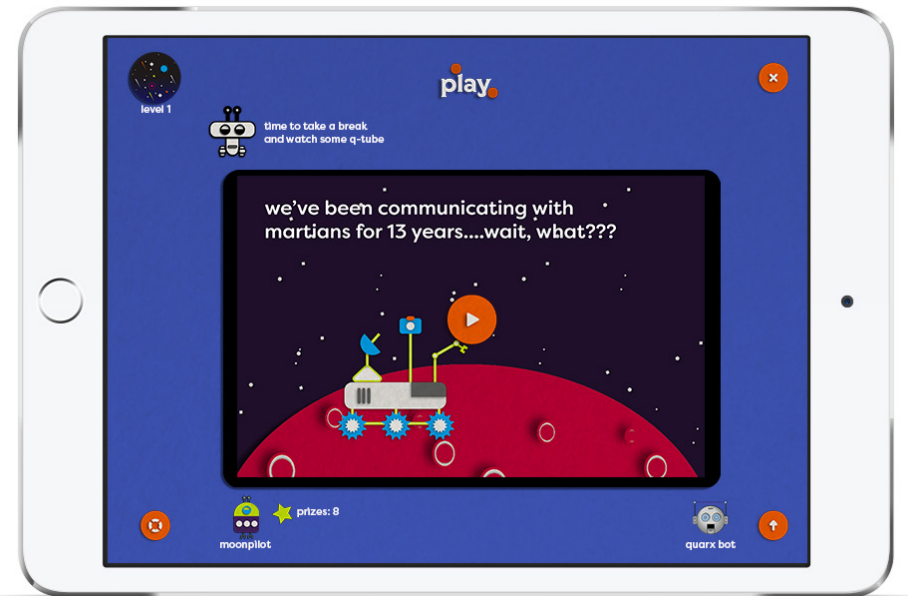 play
level 1
time to take a break
and watch some q-tube
we've been communicating with
martians for 13 years....wait, what???
prizes: 8
moonpilot
quarx bot